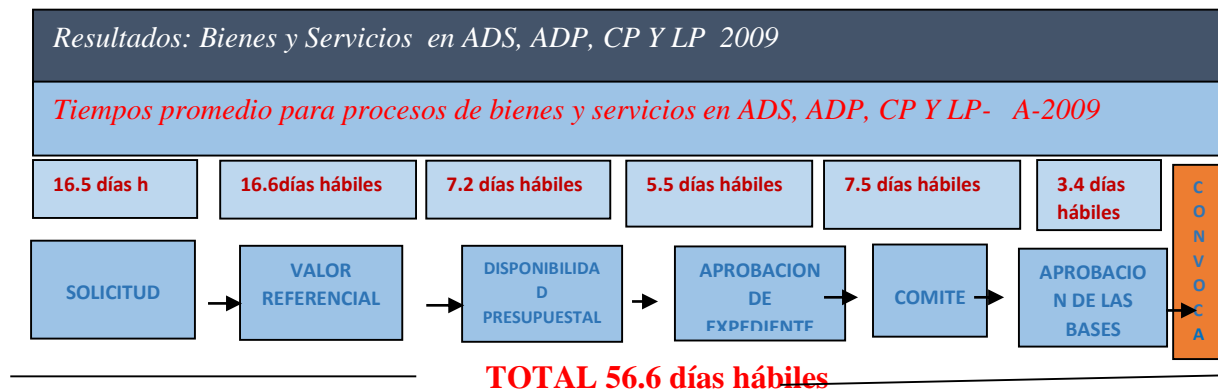 Resultados: Bienes y Servicios en ADS, ADP, CP Y LP 2009
Tiempos promedio para procesos de bienes y servicios en ADS, ADP, CP Y LP- A-2009
16.5 días h
16.6días hábiles
7.2 días hábiles
5.5 días hábiles
7.5 días hábiles
3.4 días
hábiles
SOLICITUD
VALOR
REFERENCIAL
DISPONIBILIDA
D
PRESUPUESTAL
APROBACION
DE
EXPEDIENTE
COMITE
APROBACIO
N DE LAS
BASES
C
O
N
V
O
C
A
TOTAL 56.6 días hábiles